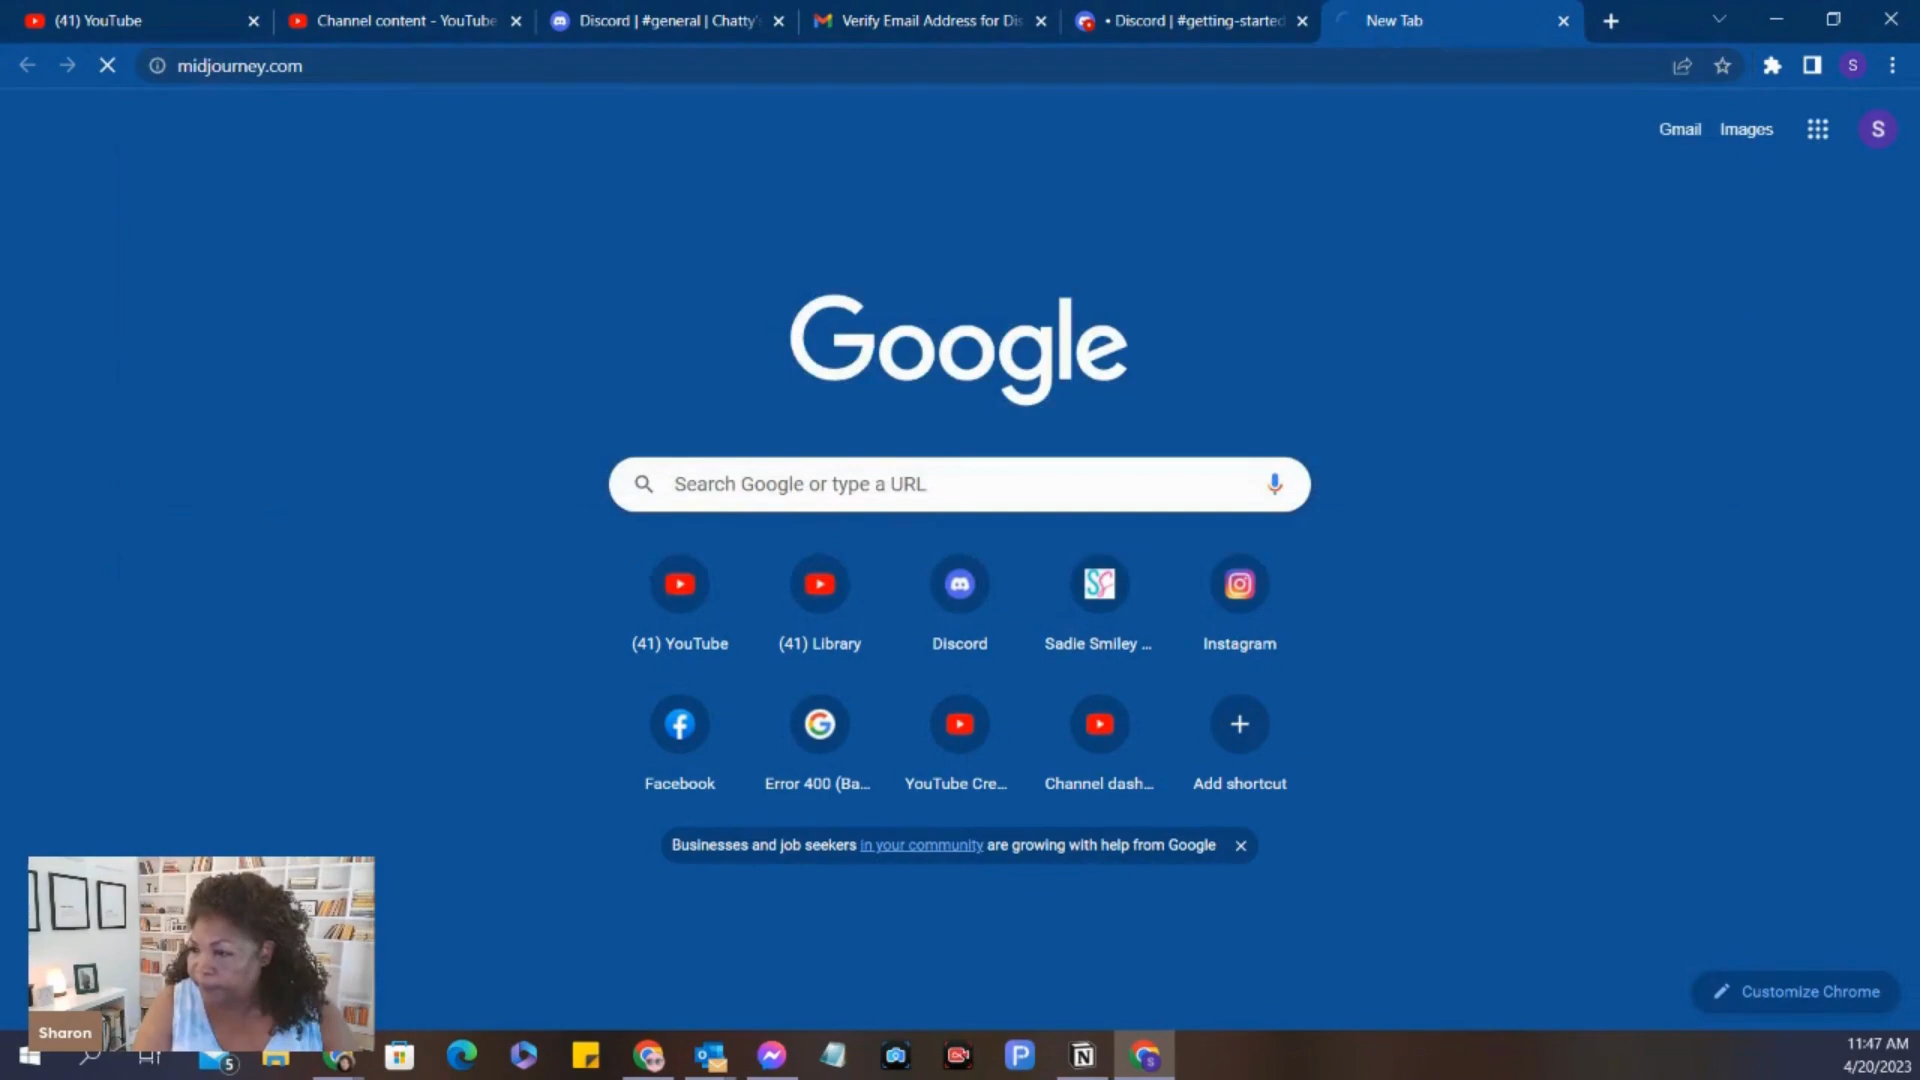 (41) YouTube
Channel content - YouTube
Discord | #general | Chatty's
Verify Email Address for Dis
• Discord | #getting-started
New Tab
midjourney.com
S
Gmail
Images
S
Google
Search Google or type a URL
(41) YouTube
(41) Library
Discord
Sadie Smiley ...
Instagram
Facebook
Error 400 (Ba...
YouTube Cre...
Channel dash...
Add shortcut
Businesses and job seekers in your community are growing with help from Google
Customize Chrome
Sharon
5
11:47 AM
4/20/2023